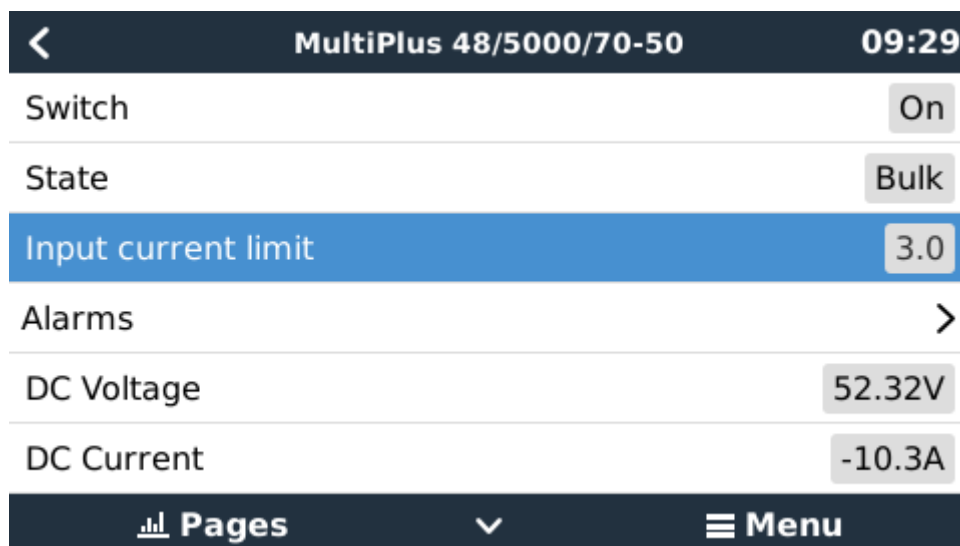 MultiPlus 48/5000/70-50 09:29
Switch On
State Bulk
Input current limit 3.0
Alarms
DC Voltage 52.32V
DC Current -10.3A
Pages Menu